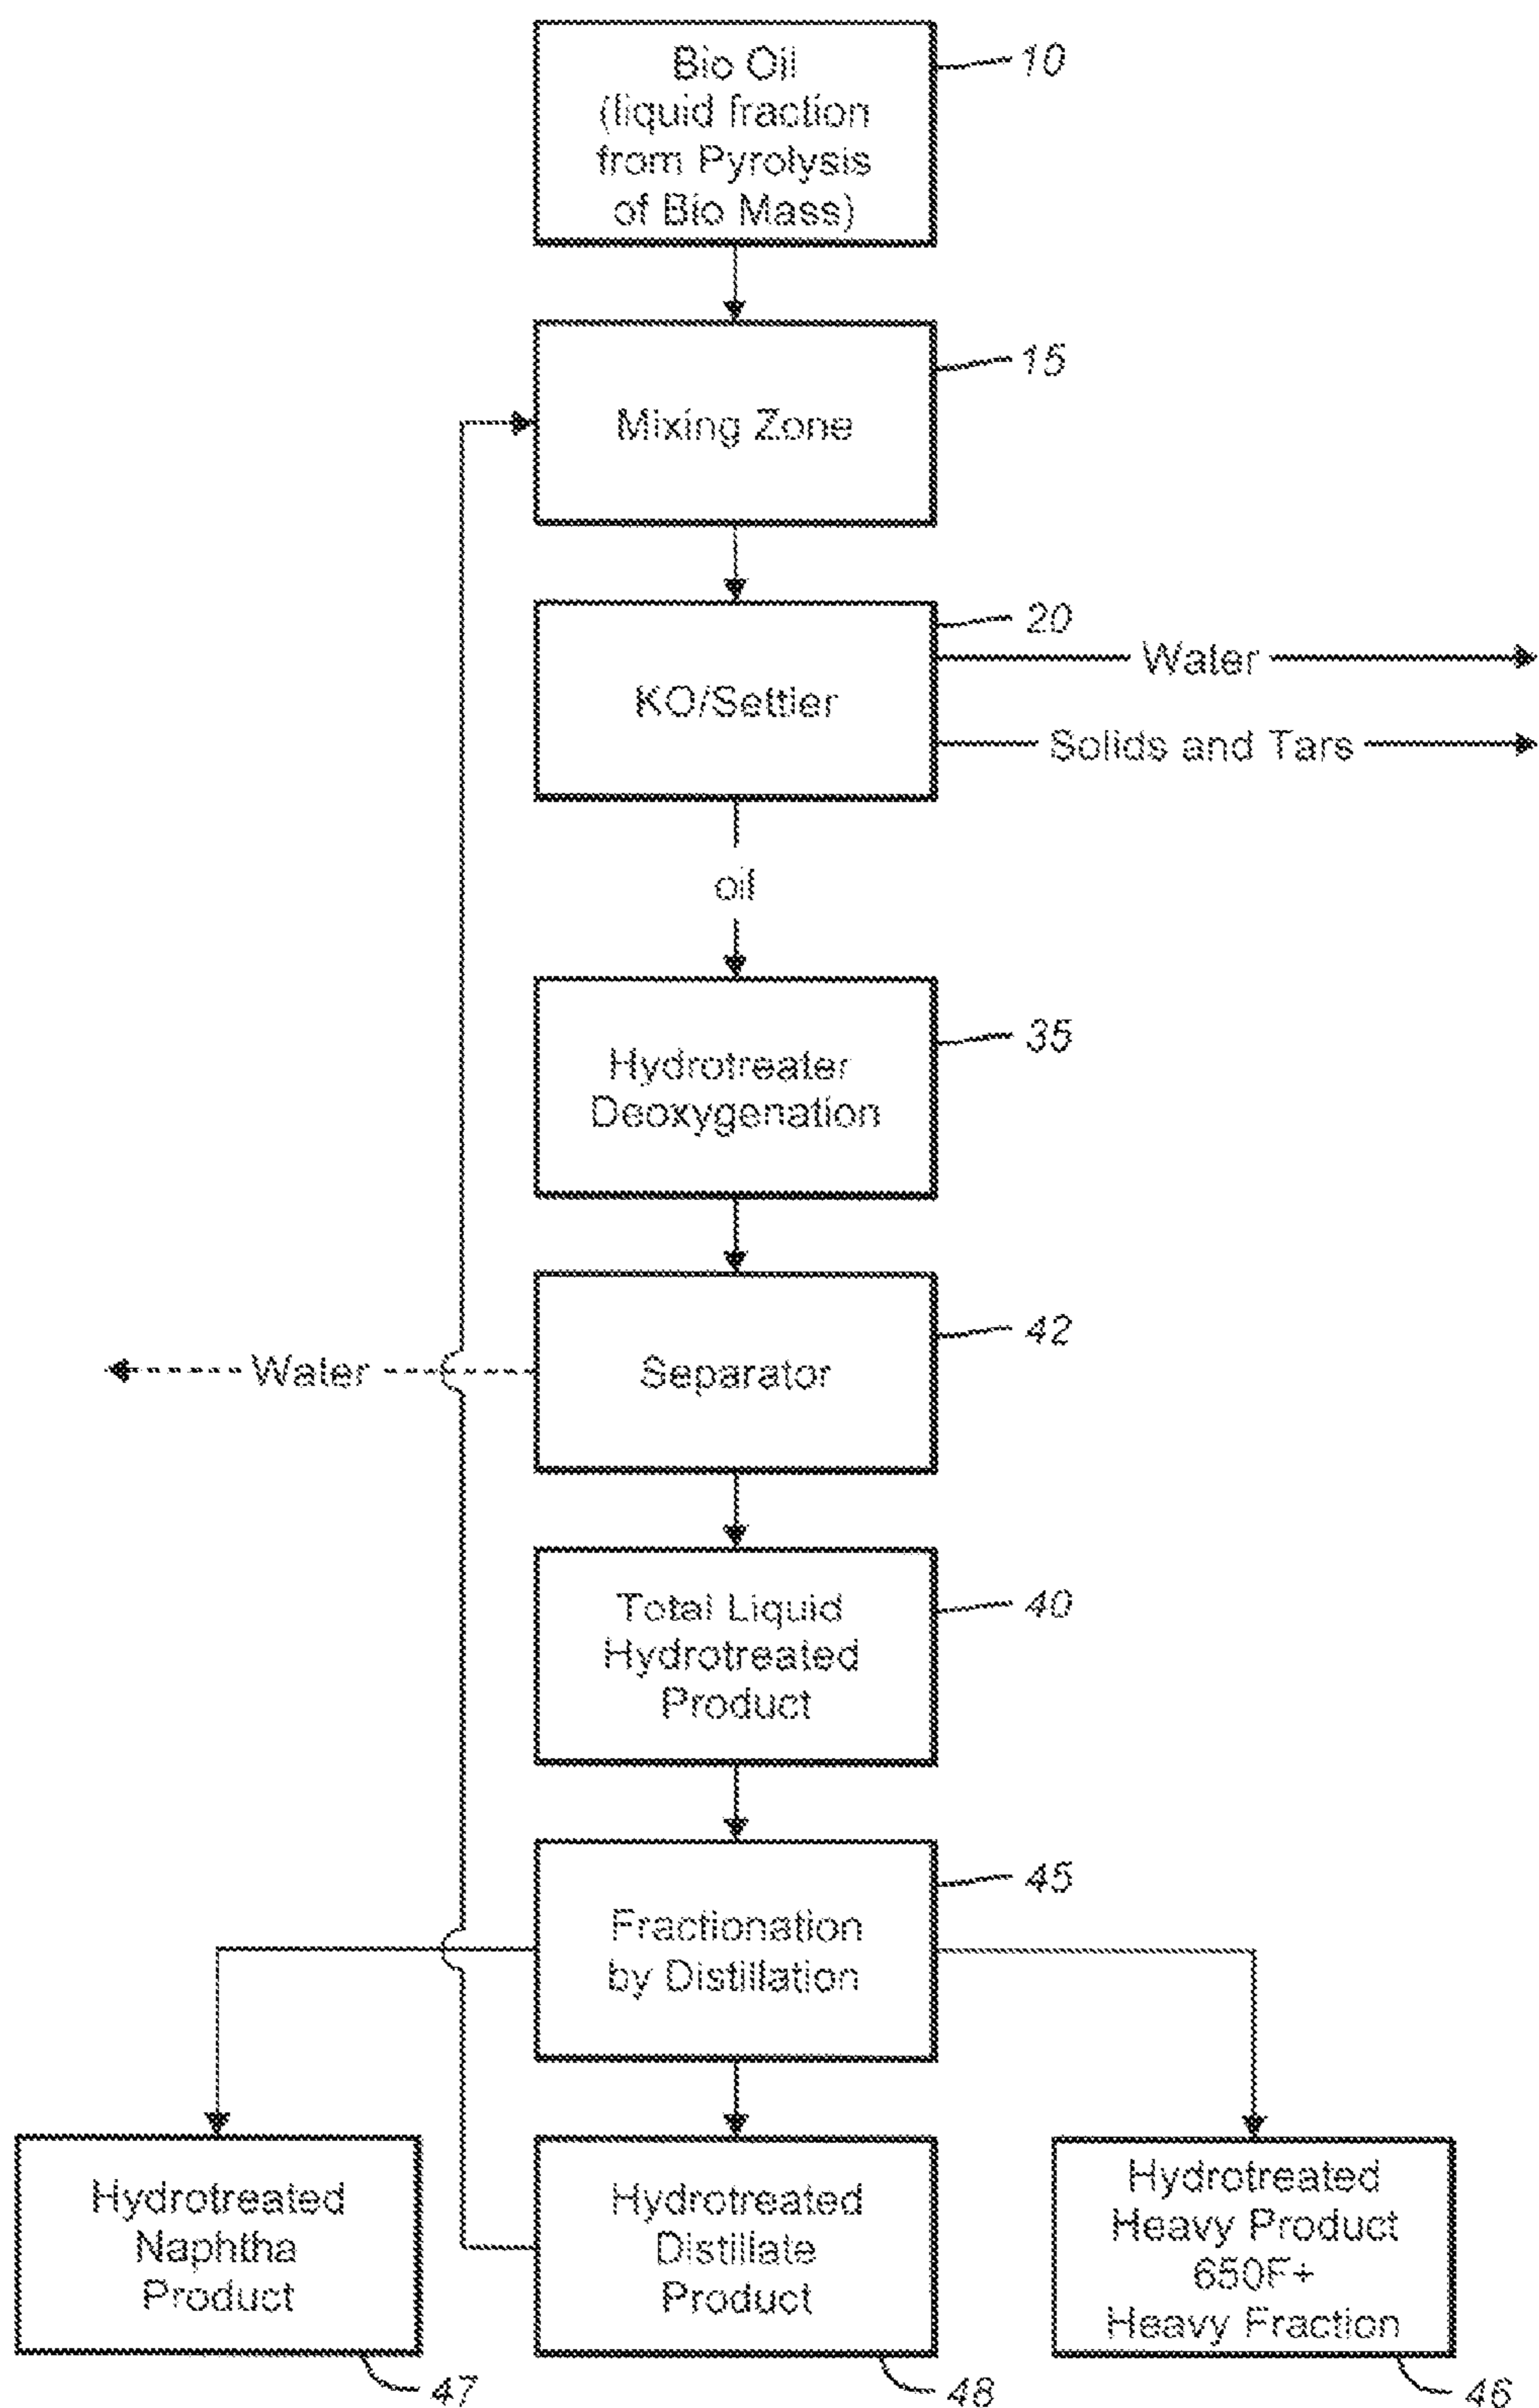 Bio Oil
(liquid fraction
from Pyrolysis
of Bio Mass)
10
Mixing Zone
15
KO/Settler
20
Water
Solids and Tars
oil
Hydrotreater
Deoxygenation
35
Separator
42
Water
Total Liquid
Hydrotreated
Product
40
Fractionation
by Distillation
45
Hydrotreated
Naphtha
Product
47
Hydrotreated
Distillate
Product
48
Hydrotreated
Heavy Product
650F+
Heavy Fraction
46